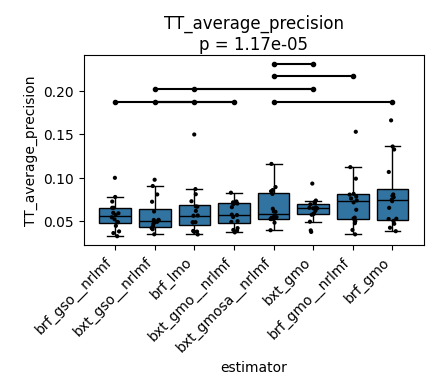 TT_average_precision
p = 1.17e-05
TT_average_precision
0.20
0.15
0.10
0.05
brf_gso__nrlmf
bxt_gso__nrlmf
brf_lmo
bxt_gmo__nrlmf
bxt_gmosa__nrlmf
bxt_gmo
brf_gmo__nrlmf
brf_gmo
estimator